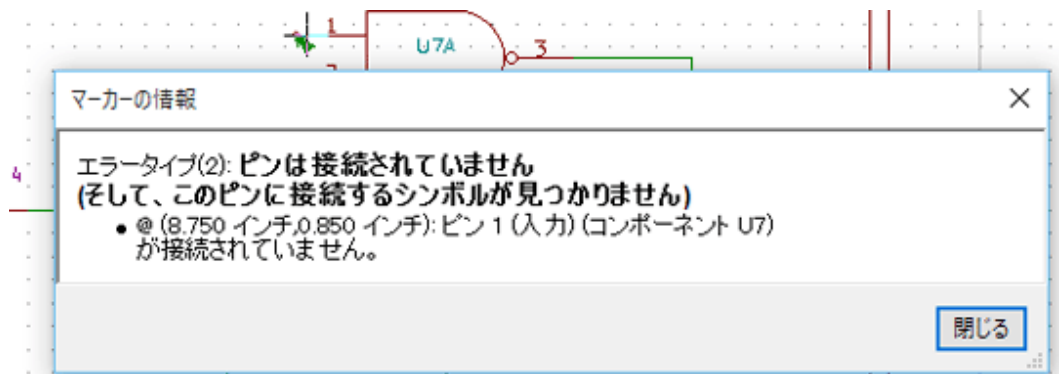 1
U7A
3
マーカーの情報
エラータイプ(2): ピンは接続されていません
(そして、このピンに接続するシンボルが見つかりません)
4
• @ (8.750 インチ,0.850 インチ): ピン 1 (入力) (コンポーネント U7)
が接続されていません。
閉じる